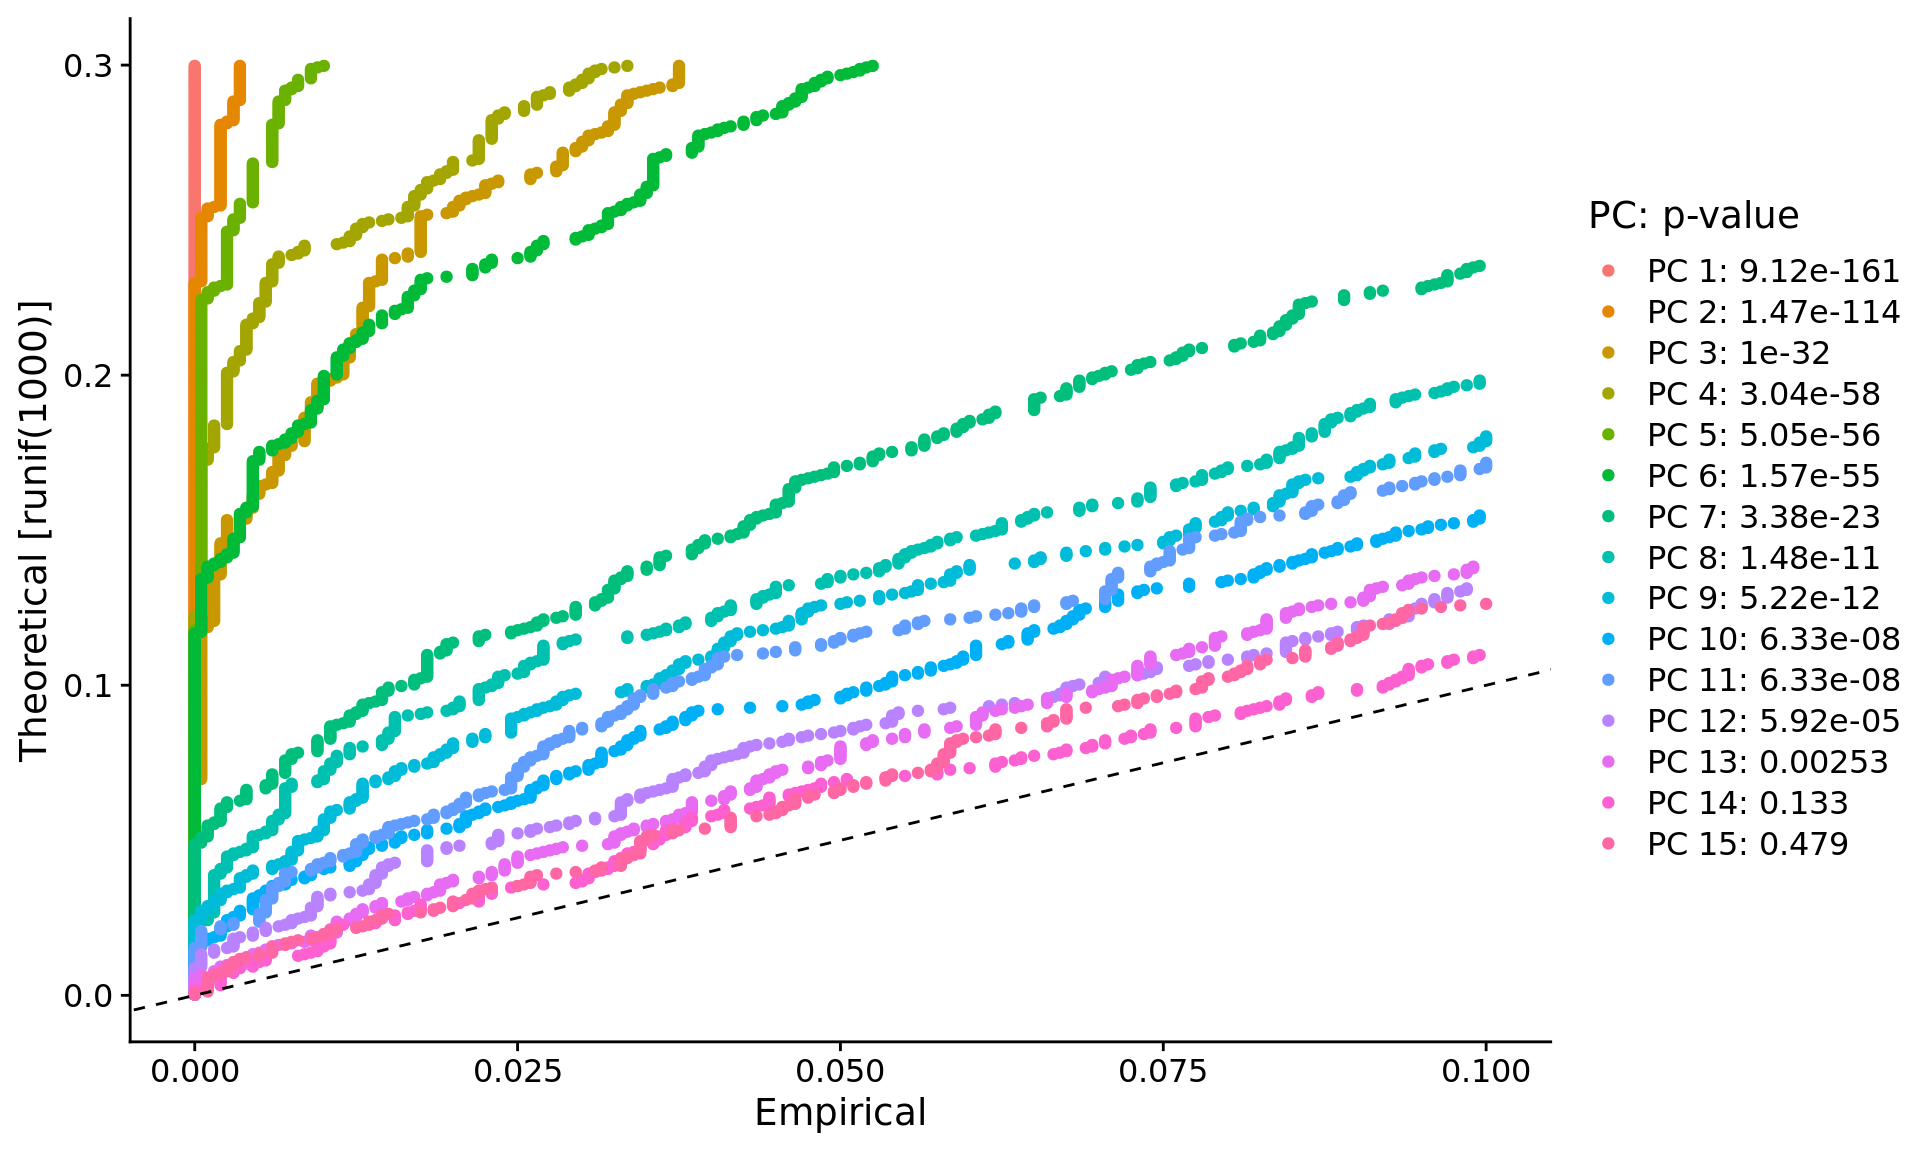 0.3
0.2
0.1
0.0
Theoretical [runif(1000)]
0.000 0.025 0.050 0.075 0.100
Empirical
PC: p-value
PC 1: 9.12e-161
PC 2: 1.47e-114
PC 3: 1e-32
PC 4: 3.04e-58
PC 5: 5.05e-56
PC 6: 1.57e-55
PC 7: 3.38e-23
PC 8: 1.48e-11
PC 9: 5.22e-12
PC 10: 6.33e-08
PC 11: 6.33e-08
PC 12: 5.92e-05
PC 13: 0.00253
PC 14: 0.133
PC 15: 0.479